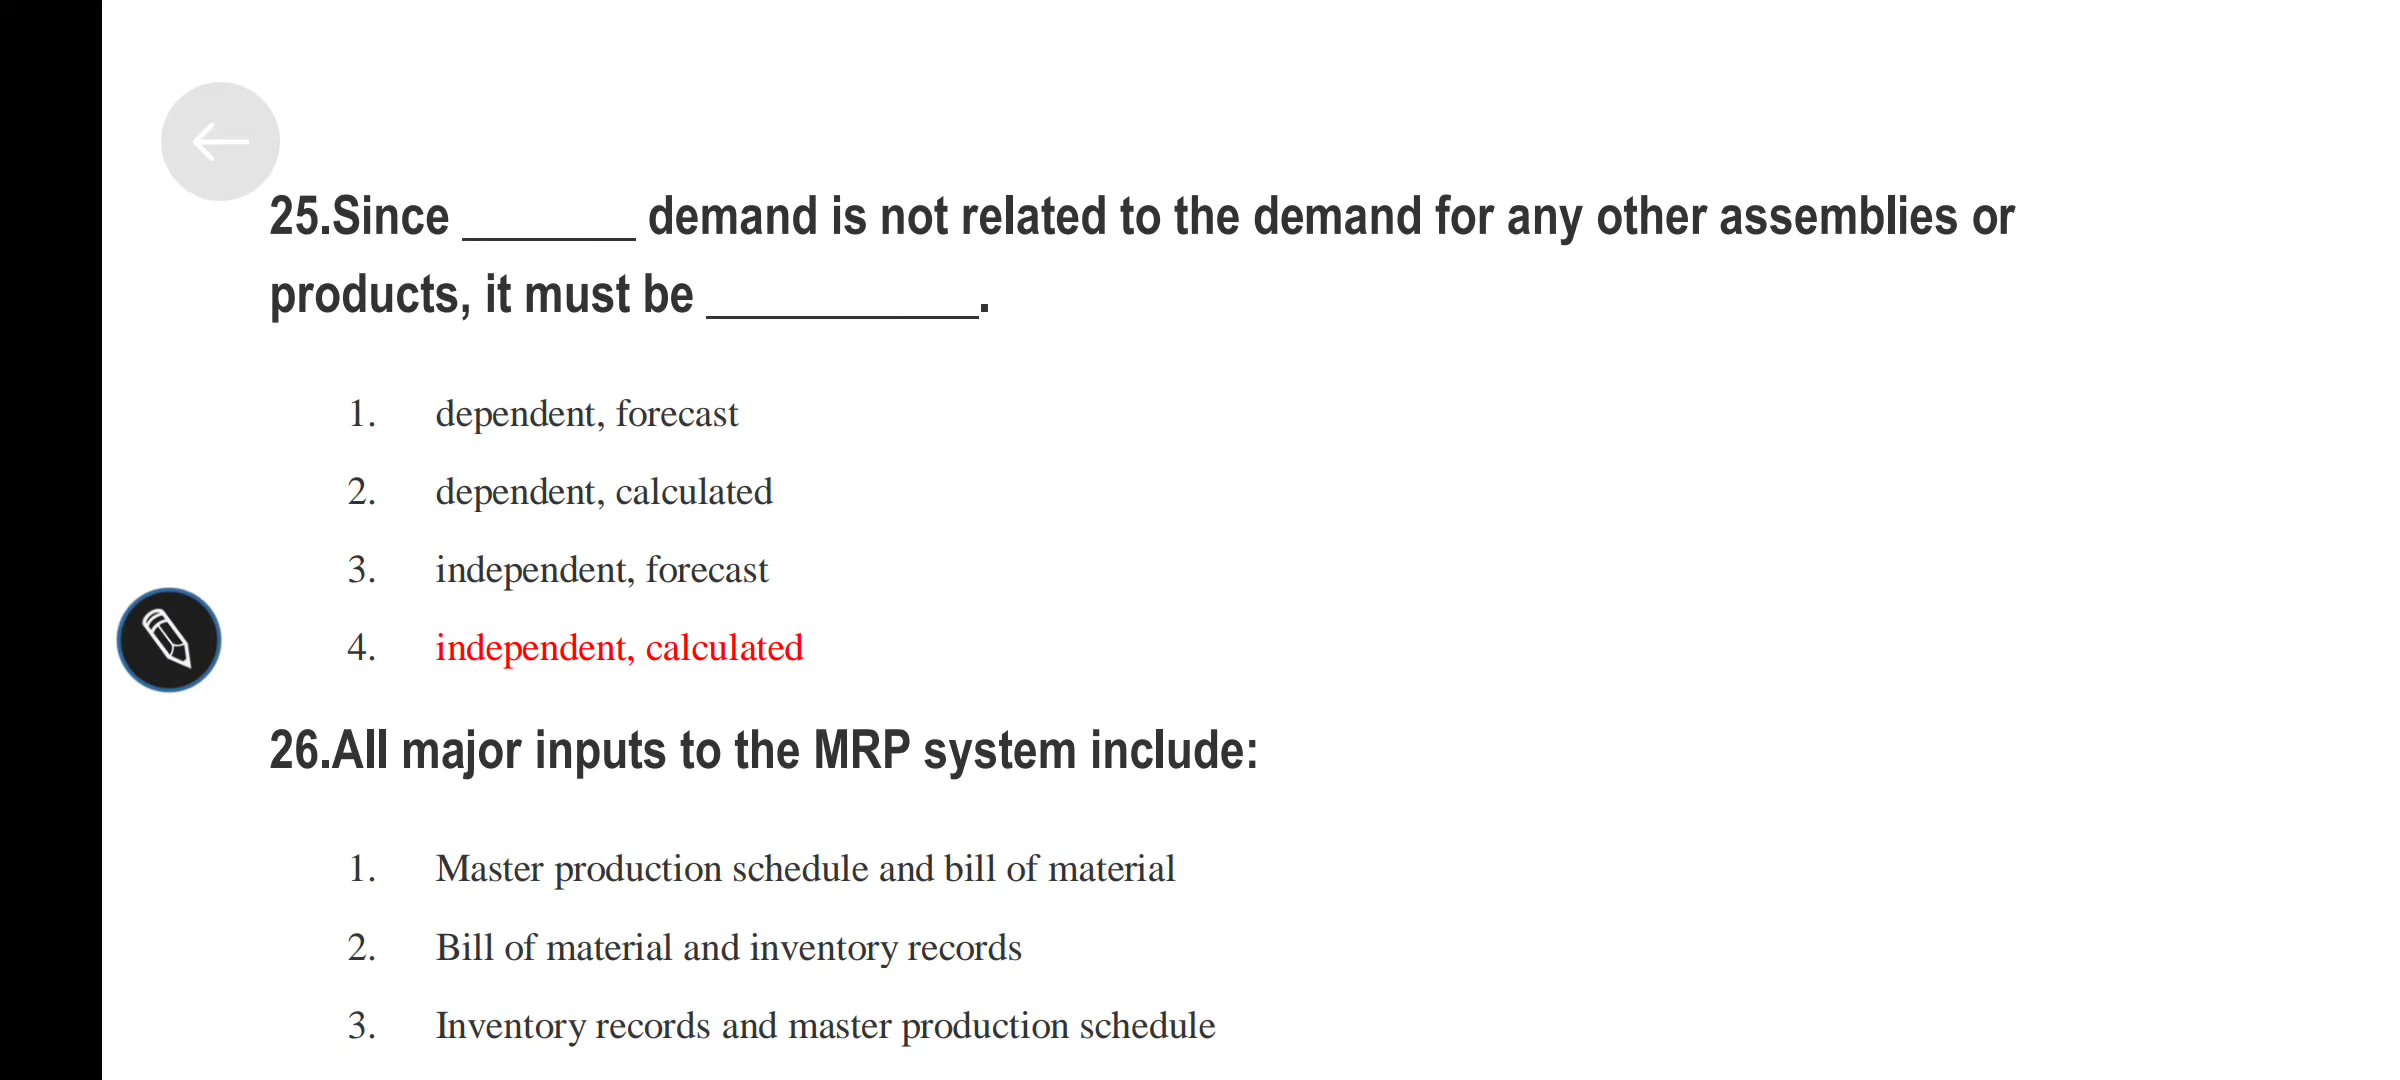 25.Since ________ demand is not related to the demand for any other assemblies or
products, it must be ____________.
1. dependent, forecast
2. dependent, calculated
3. independent, forecast
4. independent, calculated
26.All major inputs to the MRP system include:
1. Master production schedule and bill of material
2. Bill of material and inventory records
3. Inventory records and master production schedule